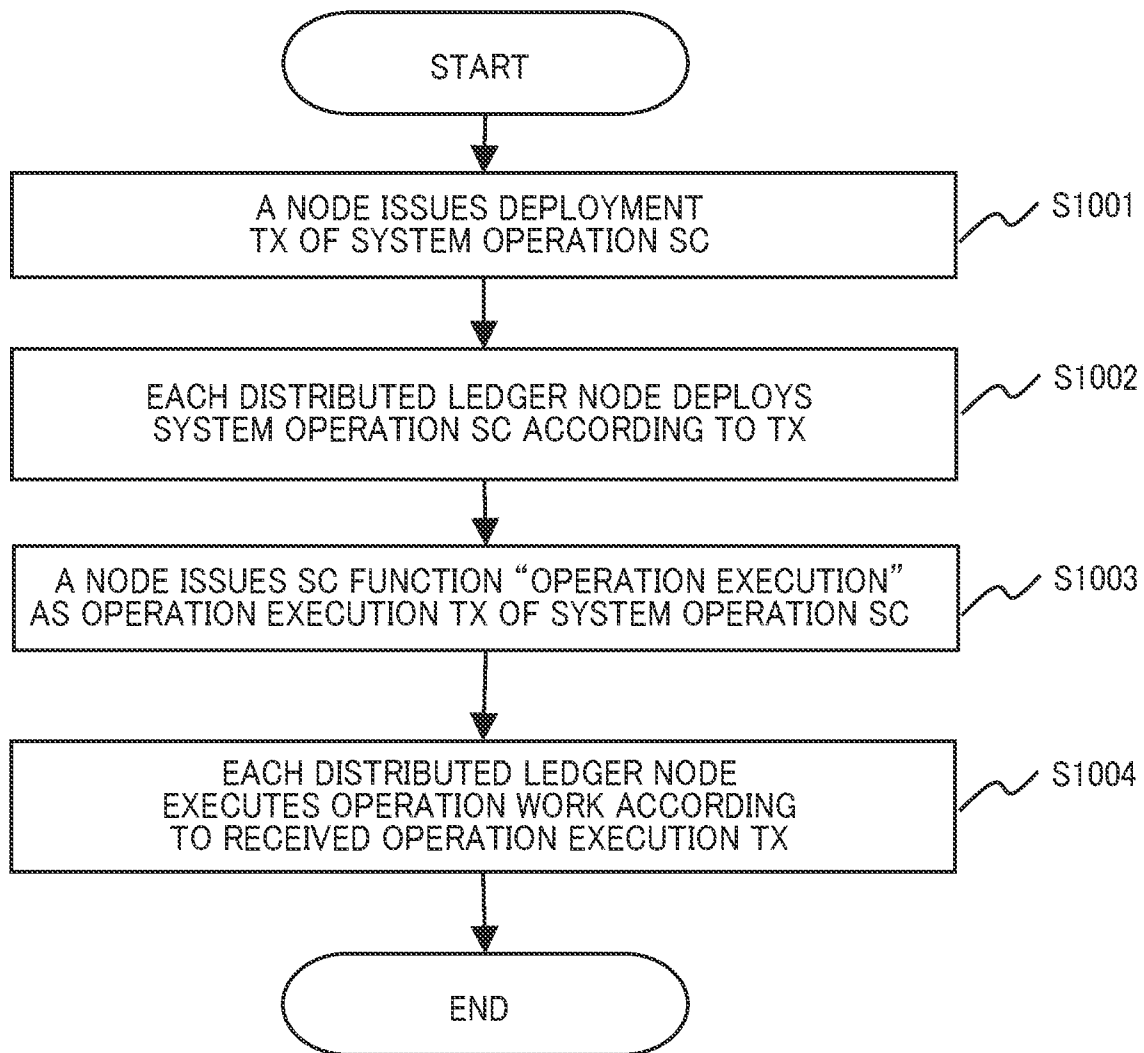 START
A NODE ISSUES DEPLOYMENT
TX OF SYSTEM OPERATION SC
S1001
EACH DISTRIBUTED LEDGER NODE DEPLOYS
SYSTEM OPERATION SC ACCORDING TO TX
S1002
A NODE ISSUES SC FUNCTION “OPERATION EXECUTION”
AS OPERATION EXECUTION TX OF SYSTEM OPERATION SC
S1003
EACH DISTRIBUTED LEDGER NODE
EXECUTES OPERATION WORK ACCORDING
TO RECEIVED OPERATION EXECUTION TX
S1004
END